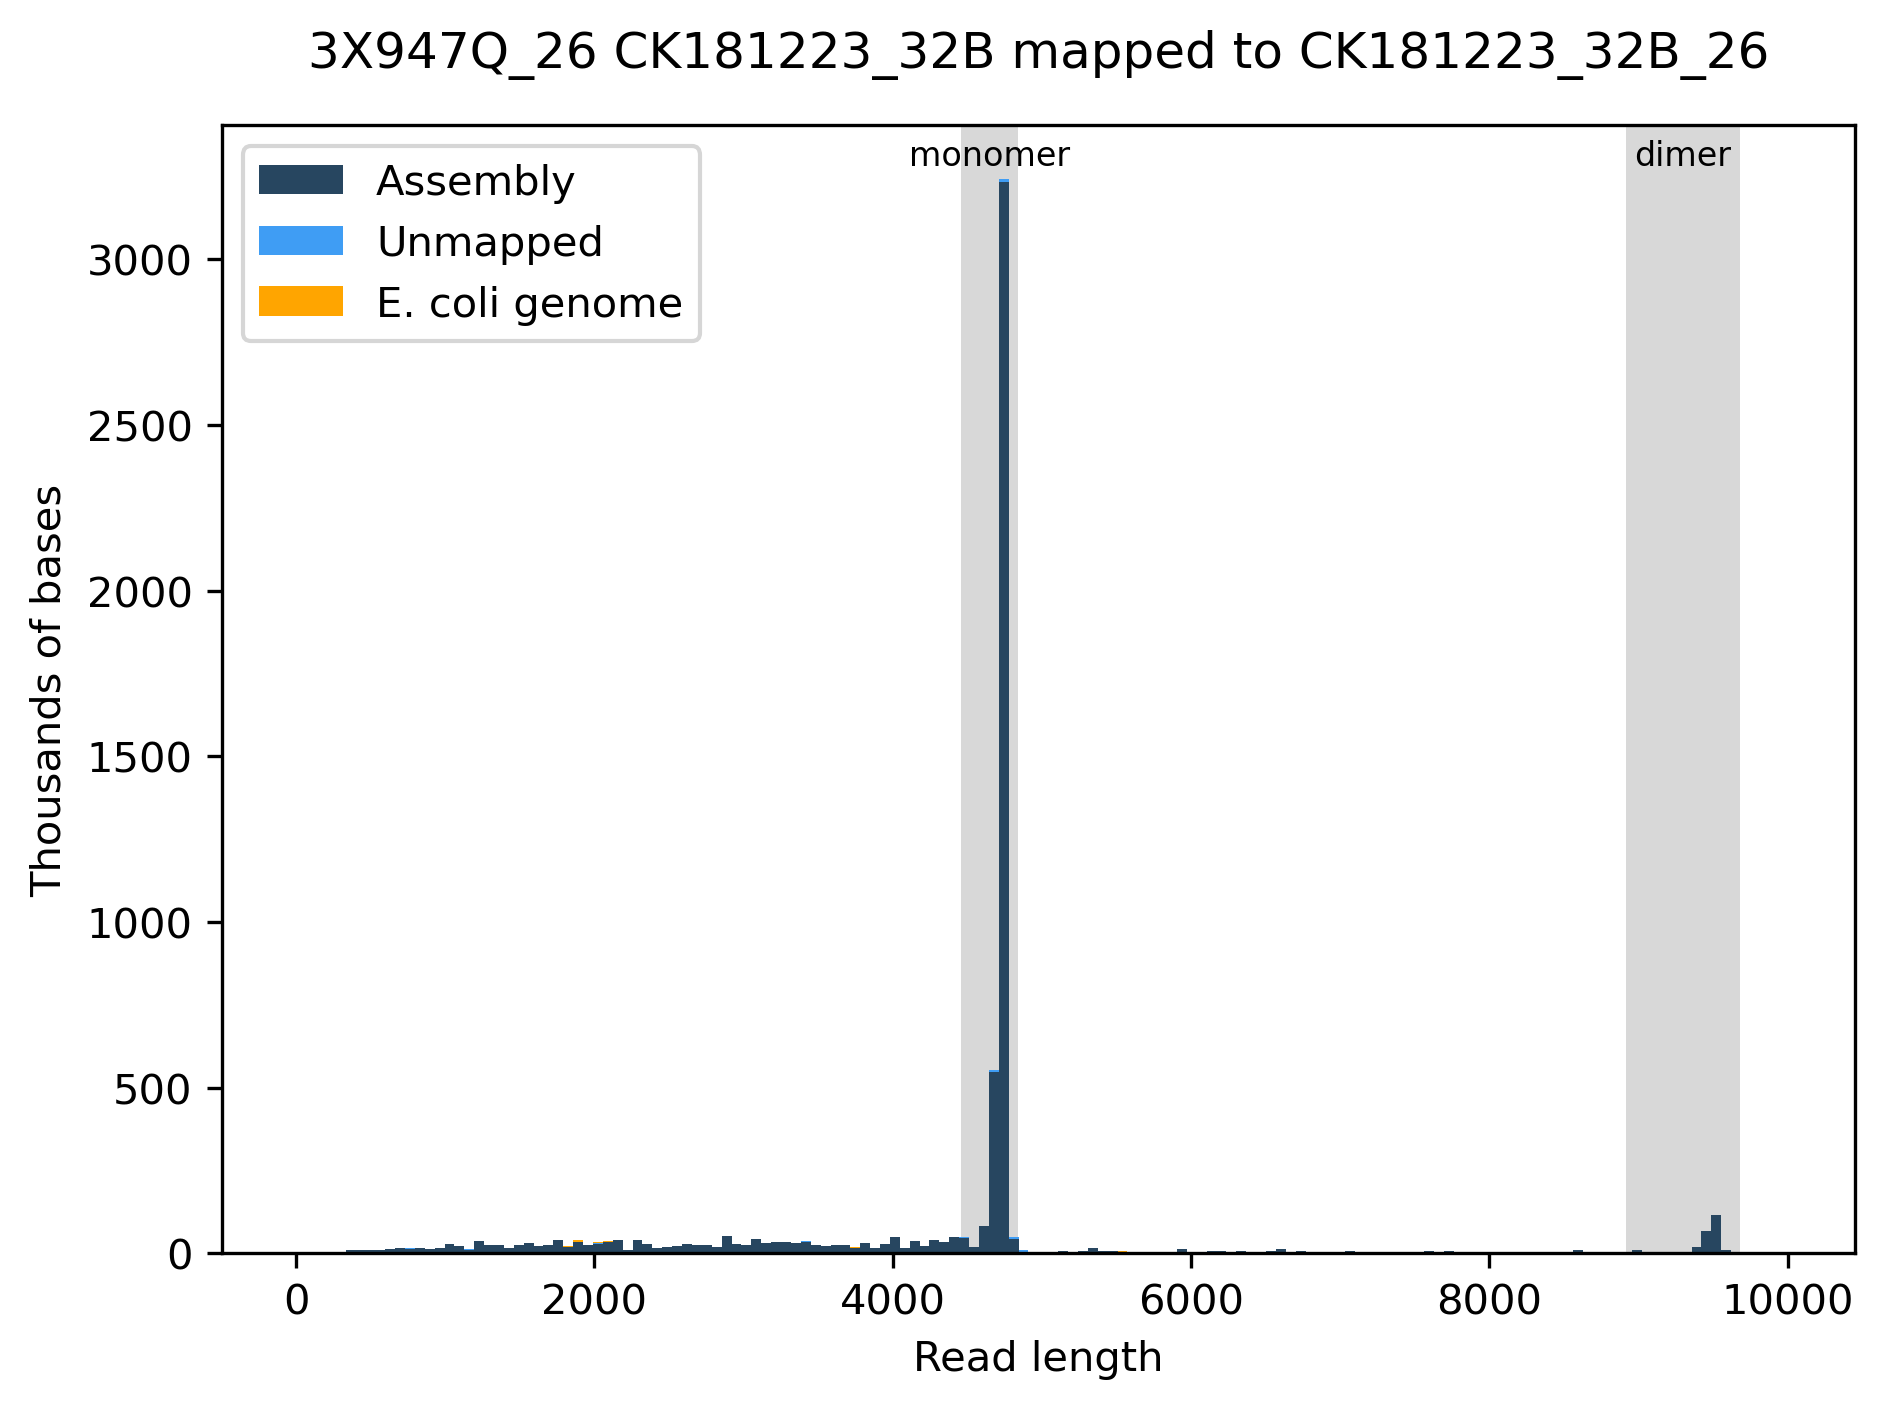 3X947Q_26 CK181223_32B mapped to CK181223_32B_26
Assembly
Unmapped
E. coli genome
monomer
dimer
3000
2500
2000
1500
1000
500
0
Thousands of bases
0 2000 4000 6000 8000 10000
Read length